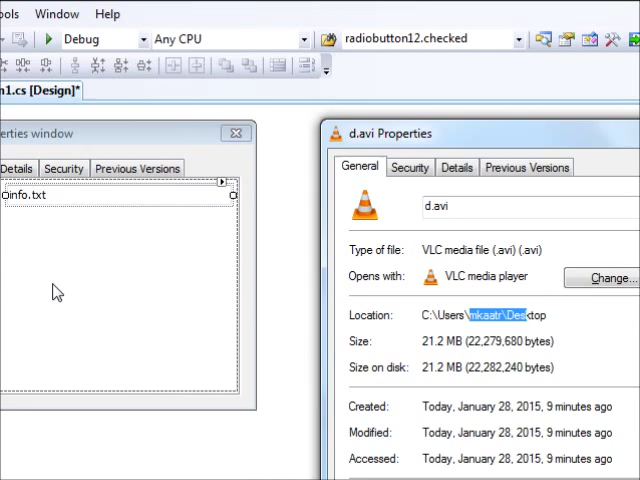 ols Window Help
Debug Any CPU radiobutton12.checked
n1.cs [Design]*
erties window
Details Security Previous Versions
info.txt
d.avi Properties
General Security Details Previous Versions
d.avi
Type of file: VLC media file (.avi) (.avi)
Opens with: VLC media player Change...
Location: C:\Users\mkaatr\Desktop
Size: 21.2 MB (22,279,680 bytes)
Size on disk: 21.2 MB (22,282,240 bytes)
Created: Today, January 28, 2015, 9 minutes ago
Modified: Today, January 28, 2015, 9 minutes ago
Accessed: Today, January 28, 2015, 9 minutes ago